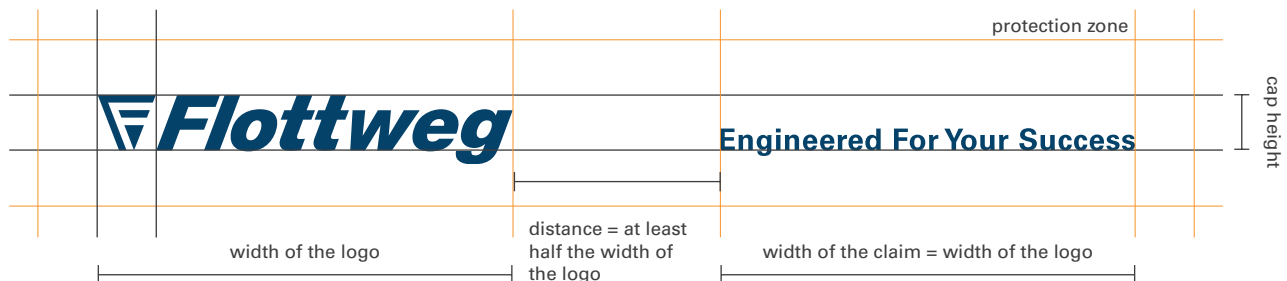 protection zone
Flottweg
Engineered For Your Success
cap height
width of the logo
distance = at least
half the width of
the logo
width of the claim = width of the logo